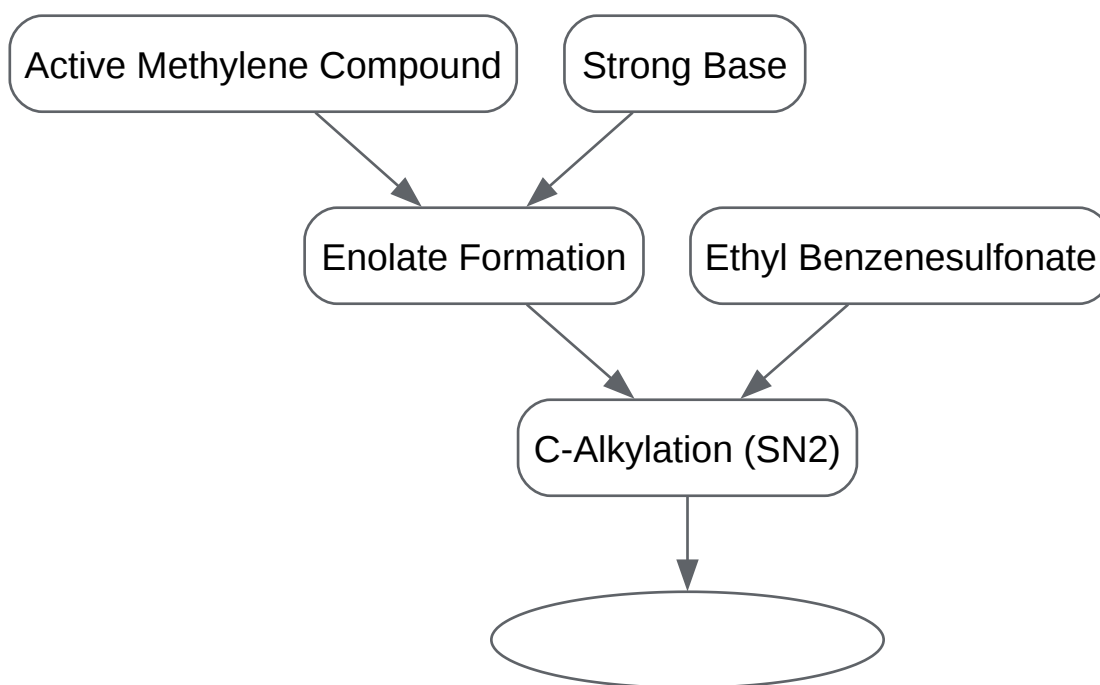 Active Methylene Compound
Strong Base
Enolate Formation
Ethyl Benzenesulfonate
C-Alkylation (SN2)